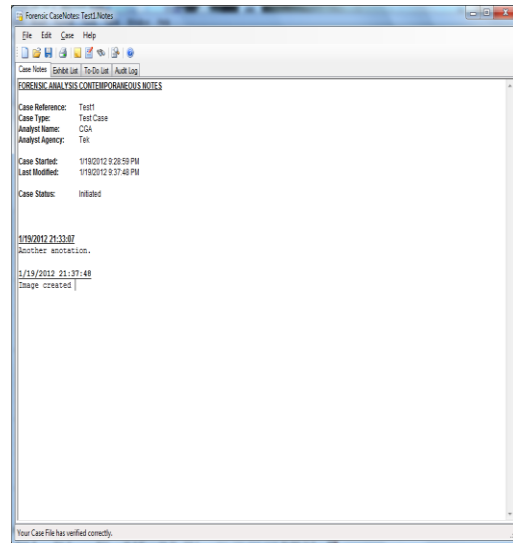 Forensic CaseNotes: Test1.Notes
File Edit Case Help
Case Notes Exhibit List To-Do List Audit Log
FORENSIC ANALYSIS CONTEMPORANEOUS NOTES
Case Reference: Test1
Case Type: Test Case
Analyst Name: CGA
Analyst Agency: Tek
Case Started: 1/19/2012 9:28:59 PM
Last Modified: 1/19/2012 9:37:48 PM
Case Status: Initiated
1/19/2012 21:33:07
Another anotation.
1/19/2012 21:37:48
Image created
Your Case File has verified correctly.